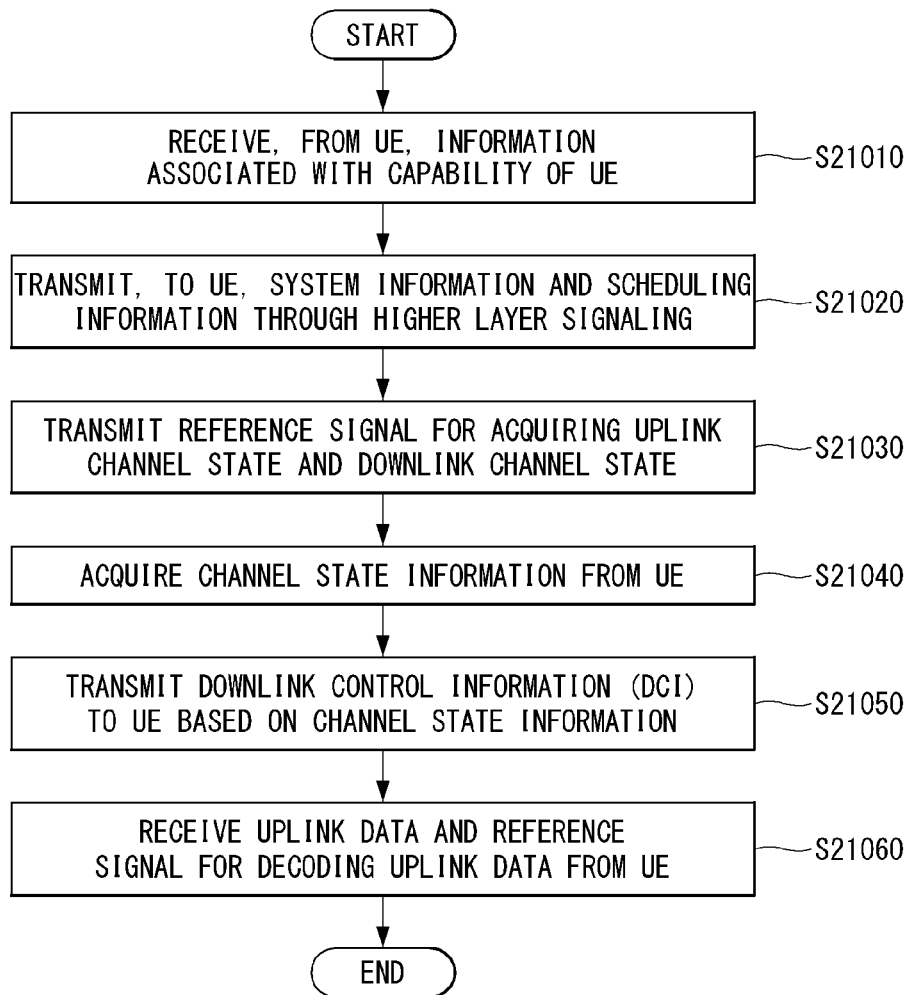 START
RECEIVE, FROM UE, INFORMATION
ASSOCIATED WITH CAPABILITY OF UE
S21010
TRANSMIT, TO UE, SYSTEM INFORMATION AND SCHEDULING
INFORMATION THROUGH HIGHER LAYER SIGNALING
S21020
TRANSMIT REFERENCE SIGNAL FOR ACQUIRING UPLINK
CHANNEL STATE AND DOWNLINK CHANNEL STATE
S21030
ACQUIRE CHANNEL STATE INFORMATION FROM UE
S21040
TRANSMIT DOWNLINK CONTROL INFORMATION (DCI)
TO UE BASED ON CHANNEL STATE INFORMATION
S21050
RECEIVE UPLINK DATA AND REFERENCE
SIGNAL FOR DECODING UPLINK DATA FROM UE
S21060
END